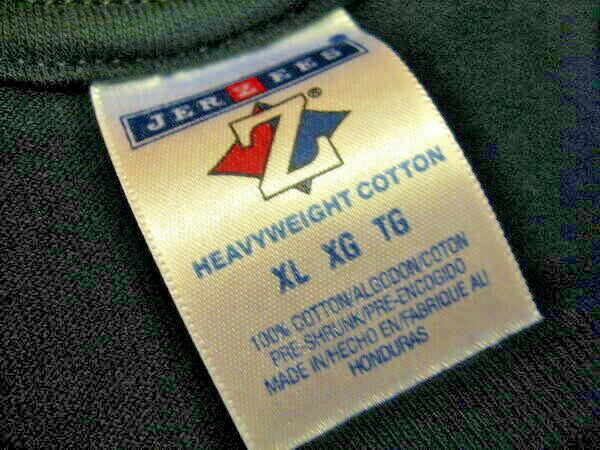 JERZEES
Z®
HEAVYWEIGHT COTTON
XL XG TG
100% COTTON/ALGODON/COTON
PRE-SHRUNK/PRE-ENCOGIDO
MADE IN/HECHO EN/FABRIQUE AU
HONDURAS